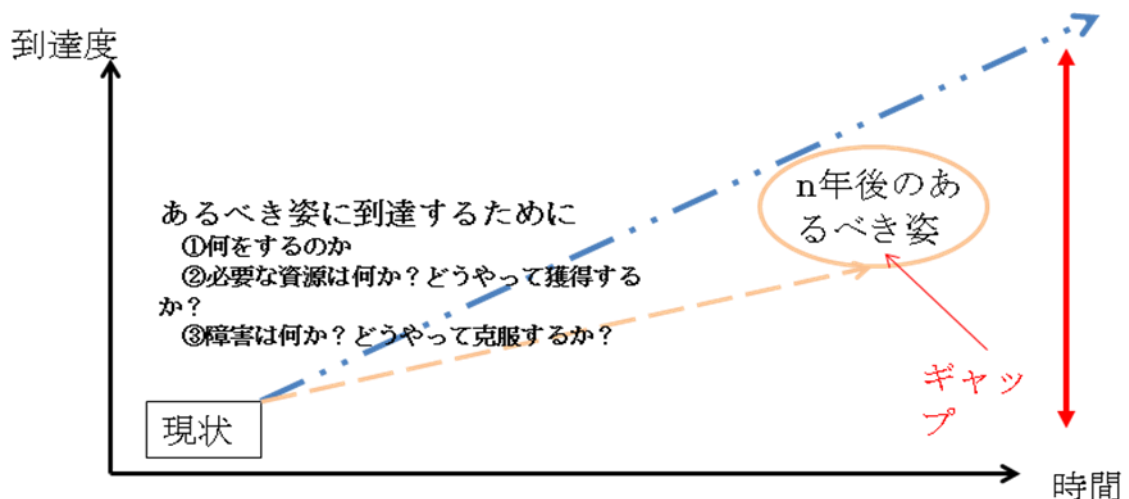 到達度
あるべき姿に到達するために
①何をするのか
②必要な資源は何か？どうやって獲得する
か？
③障害は何か？どうやって克服するか？
n年後のあ
るべき姿
ギャッ
プ
現状
時間